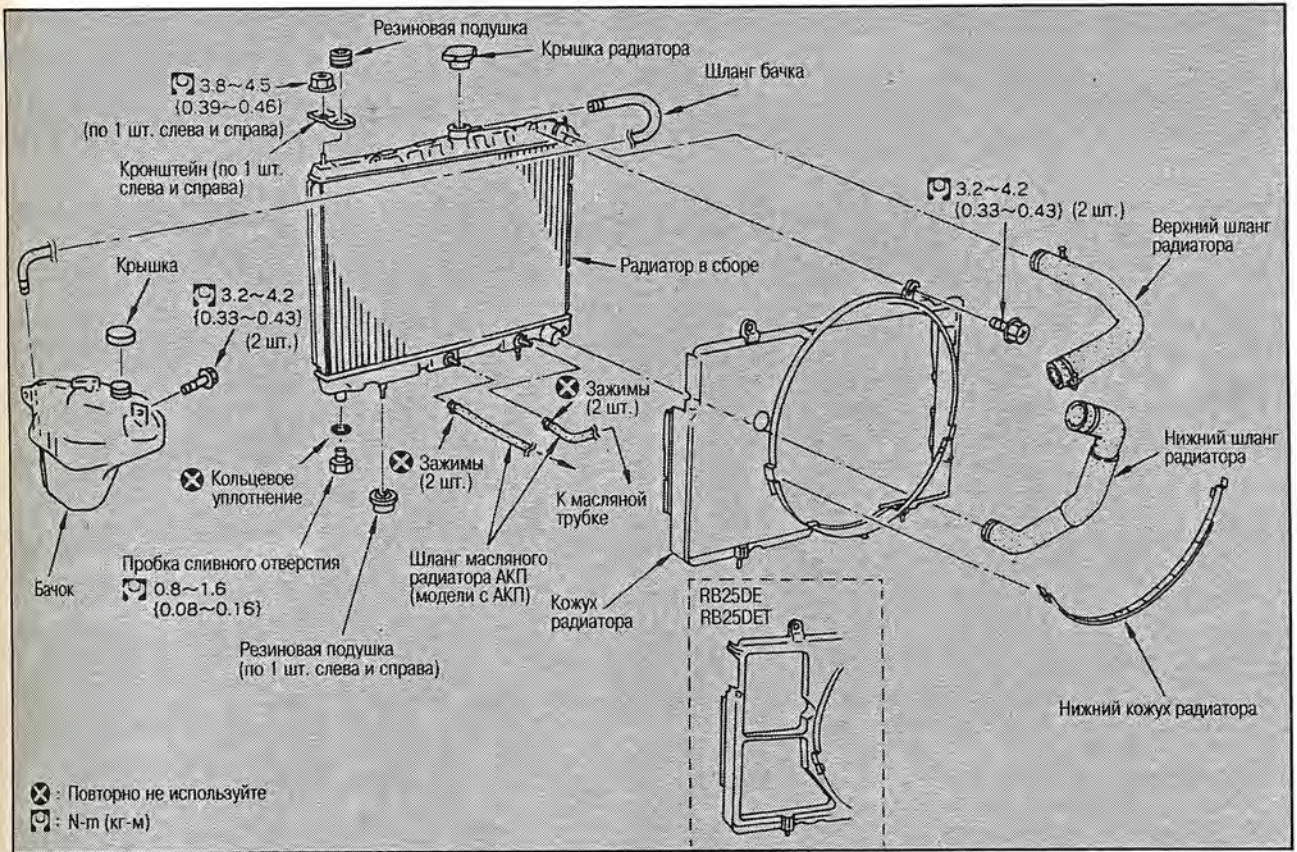 Резиновая подушка
Крышка радиатора
Шланг бачка
3.8~4.5
{0.39~0.46}
(по 1 шт. слева и справа)
Кронштейн (по 1 шт.
слева и справа)
3.2~4.2
{0.33~0.43} (2 шт.)
Верхний шланг
радиатора
Крышка
Радиатор в сборе
3.2~4.2
{0.33~0.43}
(2 шт.)
Зажимы
(2 шт.)
Нижний шланг
радиатора
Кольцевое
уплотнение
Зажимы
(2 шт.)
К масляной
трубке
Пробка сливного отверстия
0.8~1.6
{0.08~0.16}
Бачок
Шланг масляного
радиатора АКП
(модели с АКП)
Кожух
радиатора
RB25DE
RB25DET
Резиновая подушка
(по 1 шт. слева и справа)
Нижний кожух радиатора
: Повторно не используйте
: N-m (кг-м)